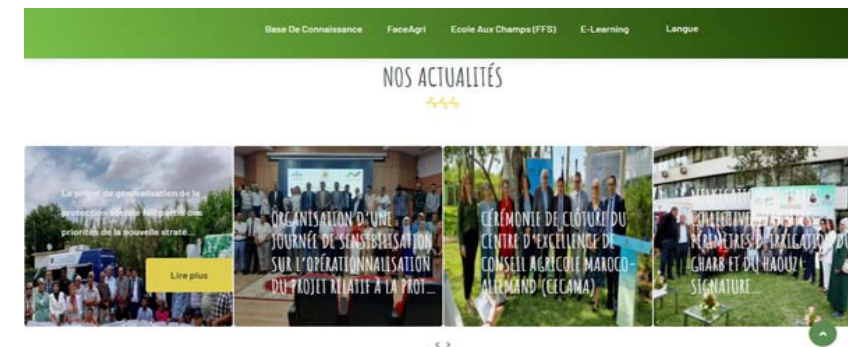 Base De Connaissance FaceAgri Ecole Aux Champs (FFS) E-Learning Langue
NOS ACTUALITÉS
Le projet de généralisation de la
protection sociale fait partie des
priorités de la nouvelle straté...
Lire plus
ORGANISATION D'UNE
JOURNÉE DE SENSIBILISATION
SUR L'OPÉRATIONNALISATION
DU PROJET RELATIF À LA PROT...
CÉRÉMONIE DE CLÔTURE DU
CENTRE D'EXCELLENCE DE
CONSEIL AGRICOLE MAROCO-
ALLEMAND (CECAMA)
PÉRIMÈTRES D'IRRIGATION DU
GHARB ET DU HAOUZ:
SIGNATURE...